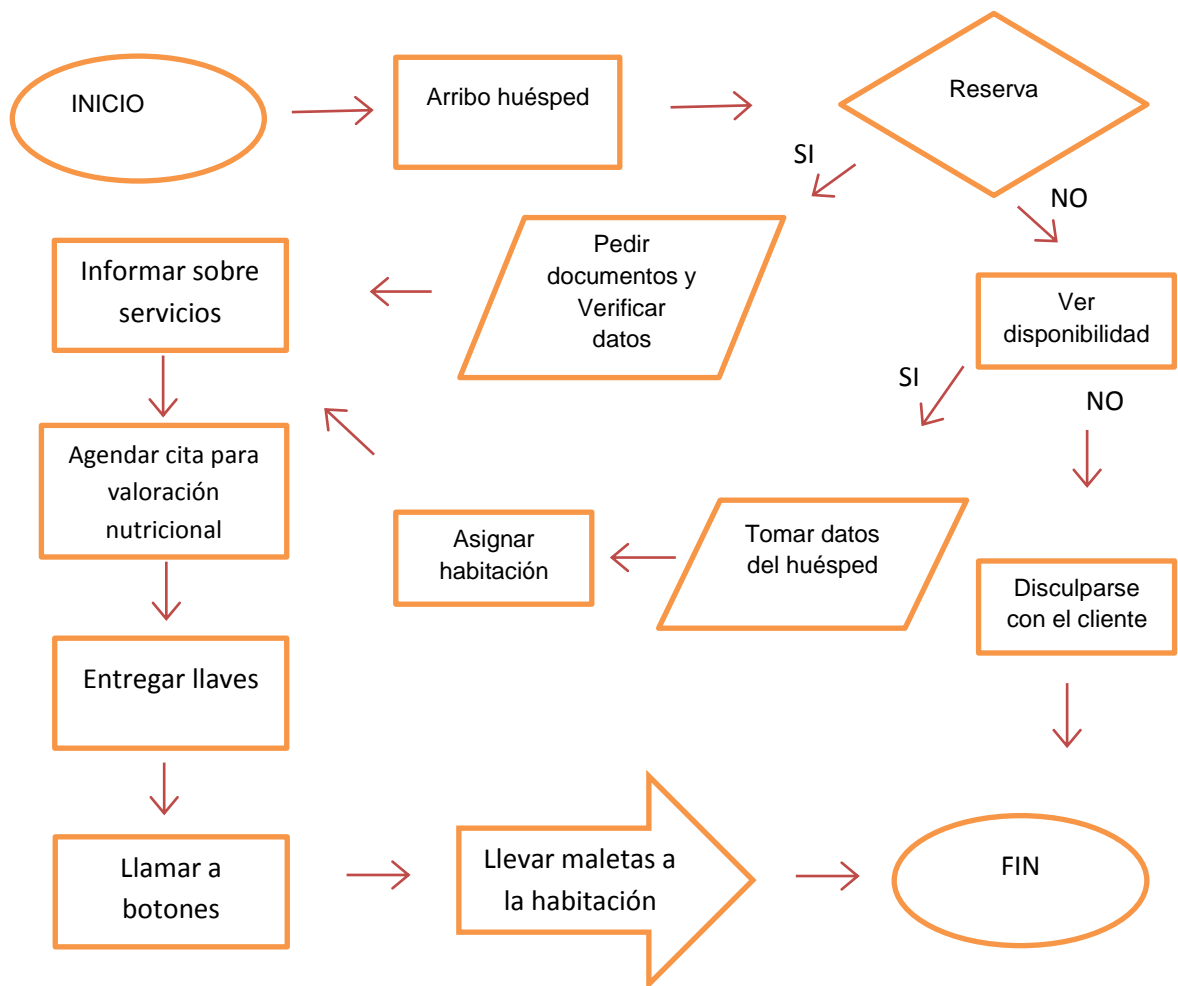 INICIO
Arribo huésped
Reserva
SI
NO
Pedir
documentos y
Verificar
datos
Informar sobre
servicios
Ver
disponibilidad
SI
NO
Agendar cita para
valoración
nutricional
Asignar
habitación
Tomar datos
del huésped
Disculparse
con el cliente
Entregar llaves
Llamar a
botones
Llevar maletas a
la habitación
FIN